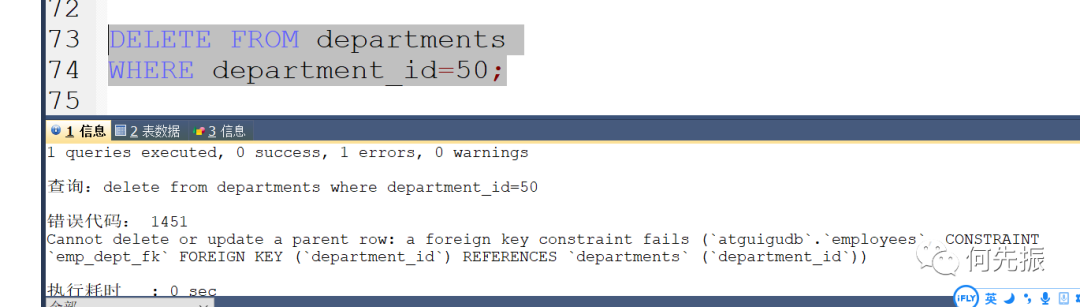 72
73 DELETE FROM departments
74 WHERE department_id=50;
75
1 信息 2 表数据 3 信息
1 queries executed, 0 success, 1 errors, 0 warnings
查询：delete from departments where department_id=50
错误代码： 1451
Cannot delete or update a parent row: a foreign key constraint fails (`atguigudb`.`employees` CONSTRAINT
`emp_dept_fk` FOREIGN KEY (`department_id`) REFERENCES `departments` (`department_id`))
何先振
执行耗时 : 0 sec
全部
iFLY 英